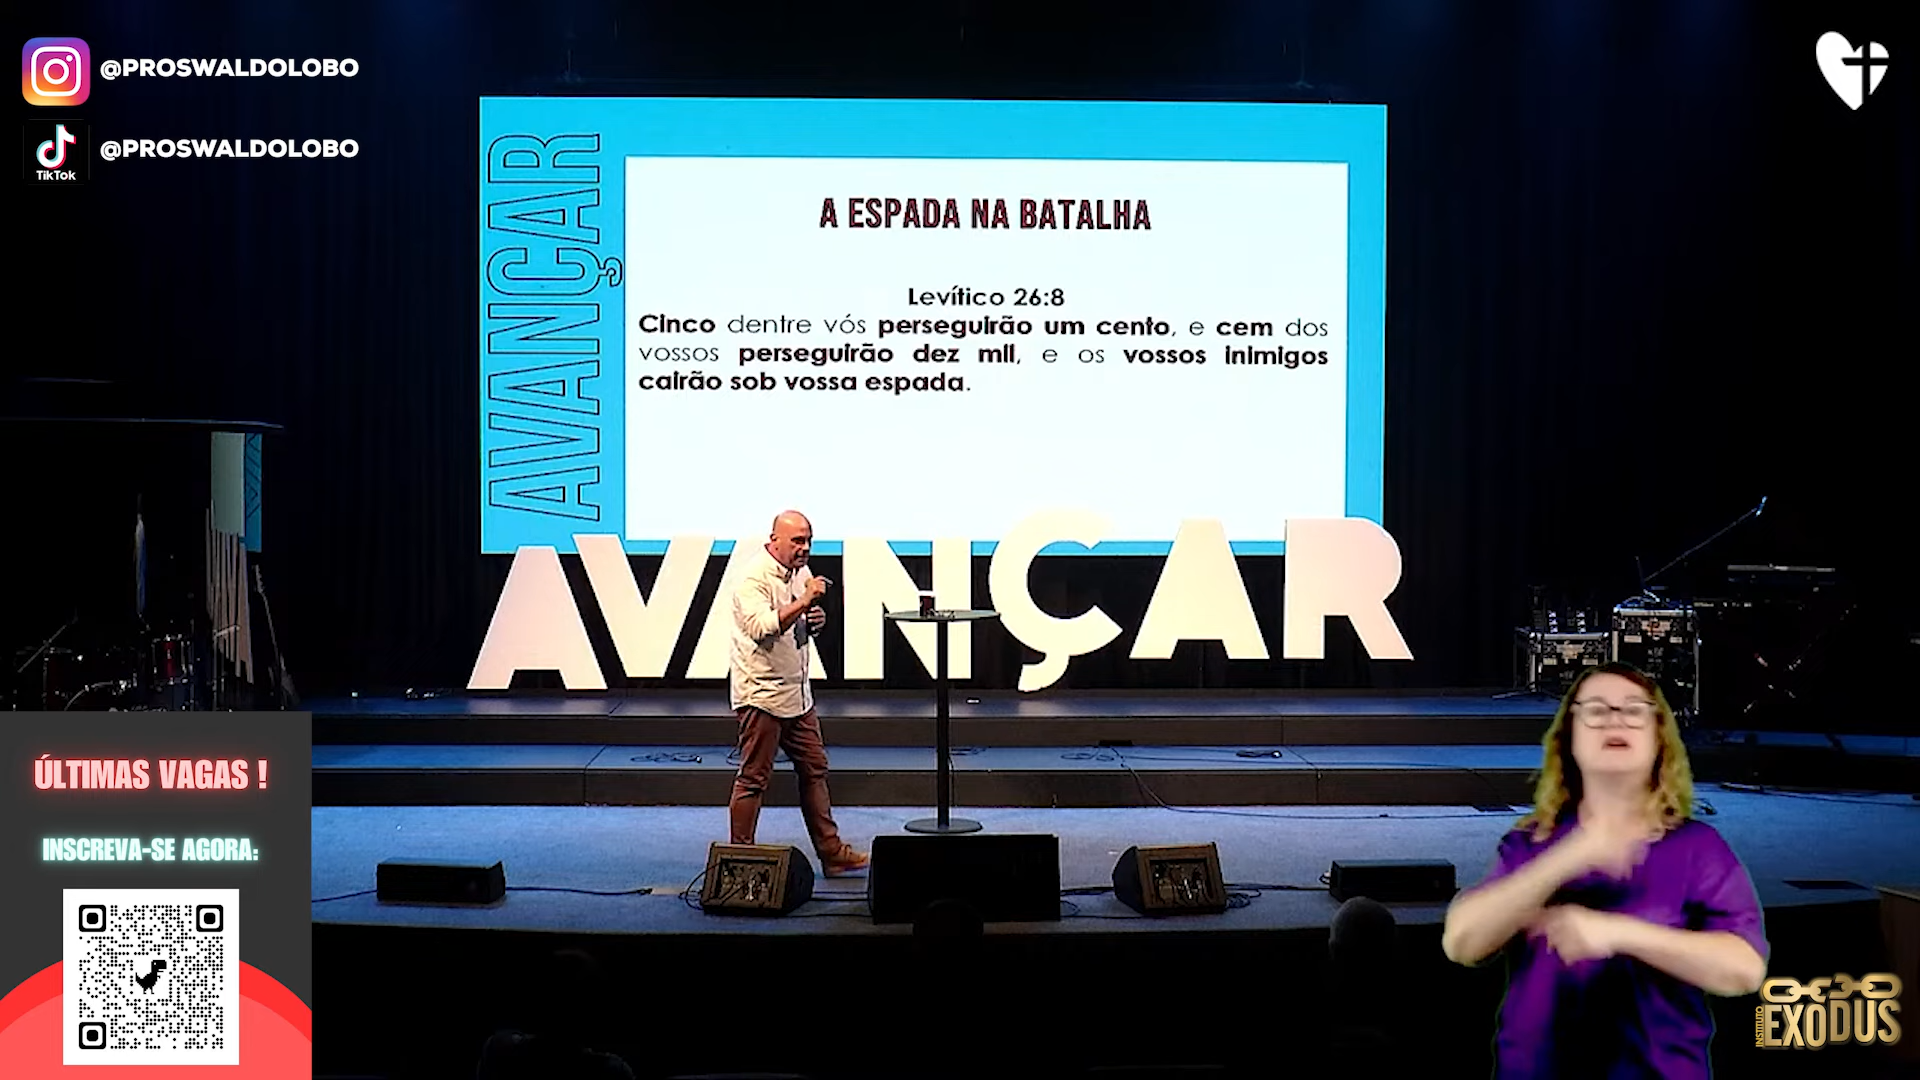 @PROSWALDOLOBO
TikTok
@PROSWALDOLOBO
AVANÇAR
A ESPADA NA BATALHA
Levítico 26:8
Cinco dentre vós perseguirão um cento, e cem dos
vossos perseguirão dez mil, e os vossos inimigos
cairão sob vossa espada.
AVANÇAR
ÚLTIMAS VAGAS !
INSCREVA-SE AGORA:
INSTITUTO
EXODUS